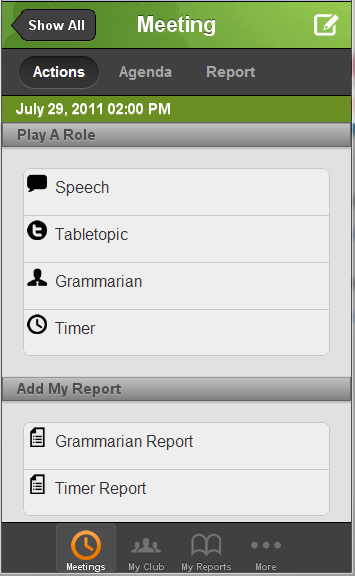 Show All
Meeting
Actions
Agenda
Report
July 29, 2011 02:00 PM
Play A Role
Speech
Tabletopic
Grammarian
Timer
Add My Report
Grammarian Report
Timer Report
Meetings
My Club
My Reports
More